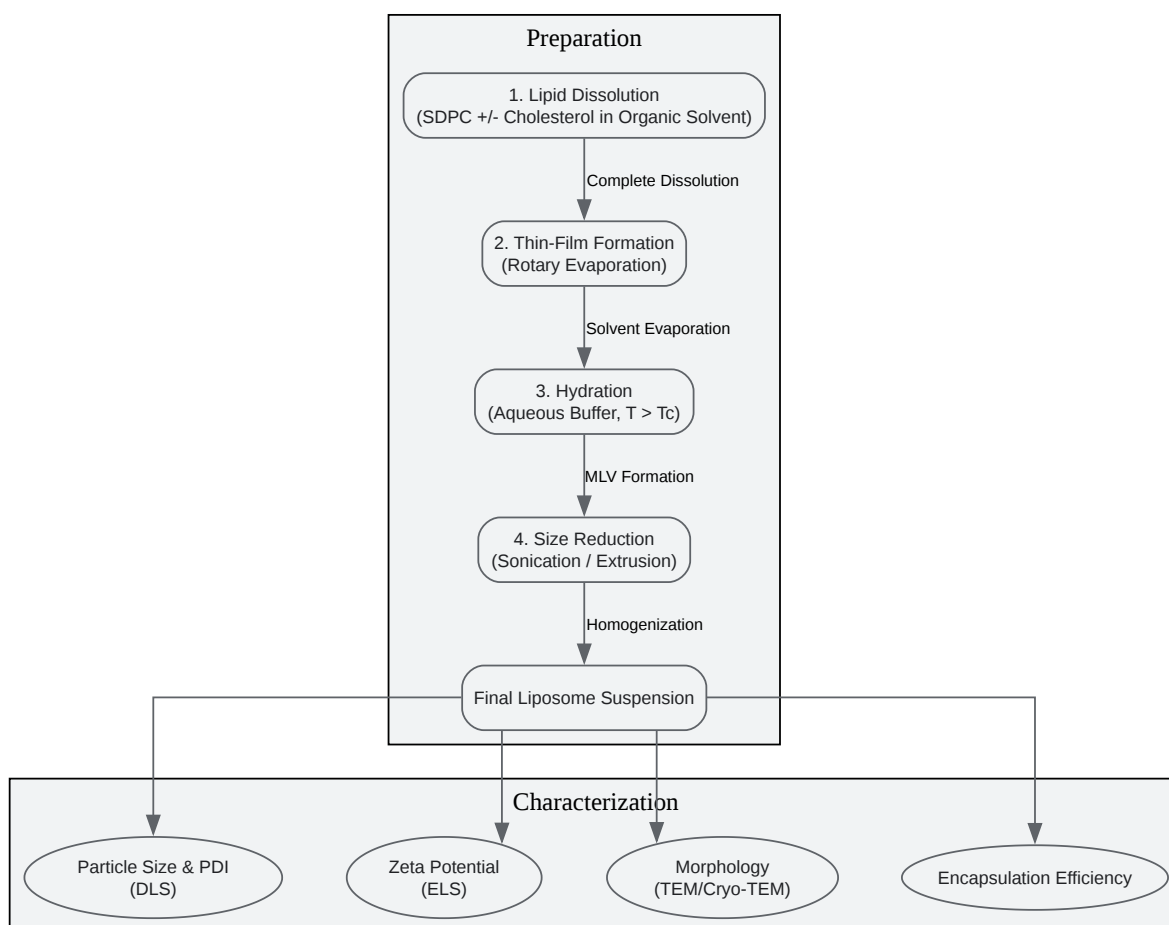 Preparation
1. Lipid Dissolution
(SDPC +/- Cholesterol in Organic Solvent)
Complete Dissolution
2. Thin-Film Formation
(Rotary Evaporation)
Solvent Evaporation
3. Hydration
(Aqueous Buffer, T > Tc)
MLV Formation
4. Size Reduction
(Sonication / Extrusion)
Homogenization
Final Liposome Suspension
Characterization
Particle Size & PDI
(DLS)
Zeta Potential
(ELS)
Morphology
(TEM/Cryo-TEM)
Encapsulation Efficiency